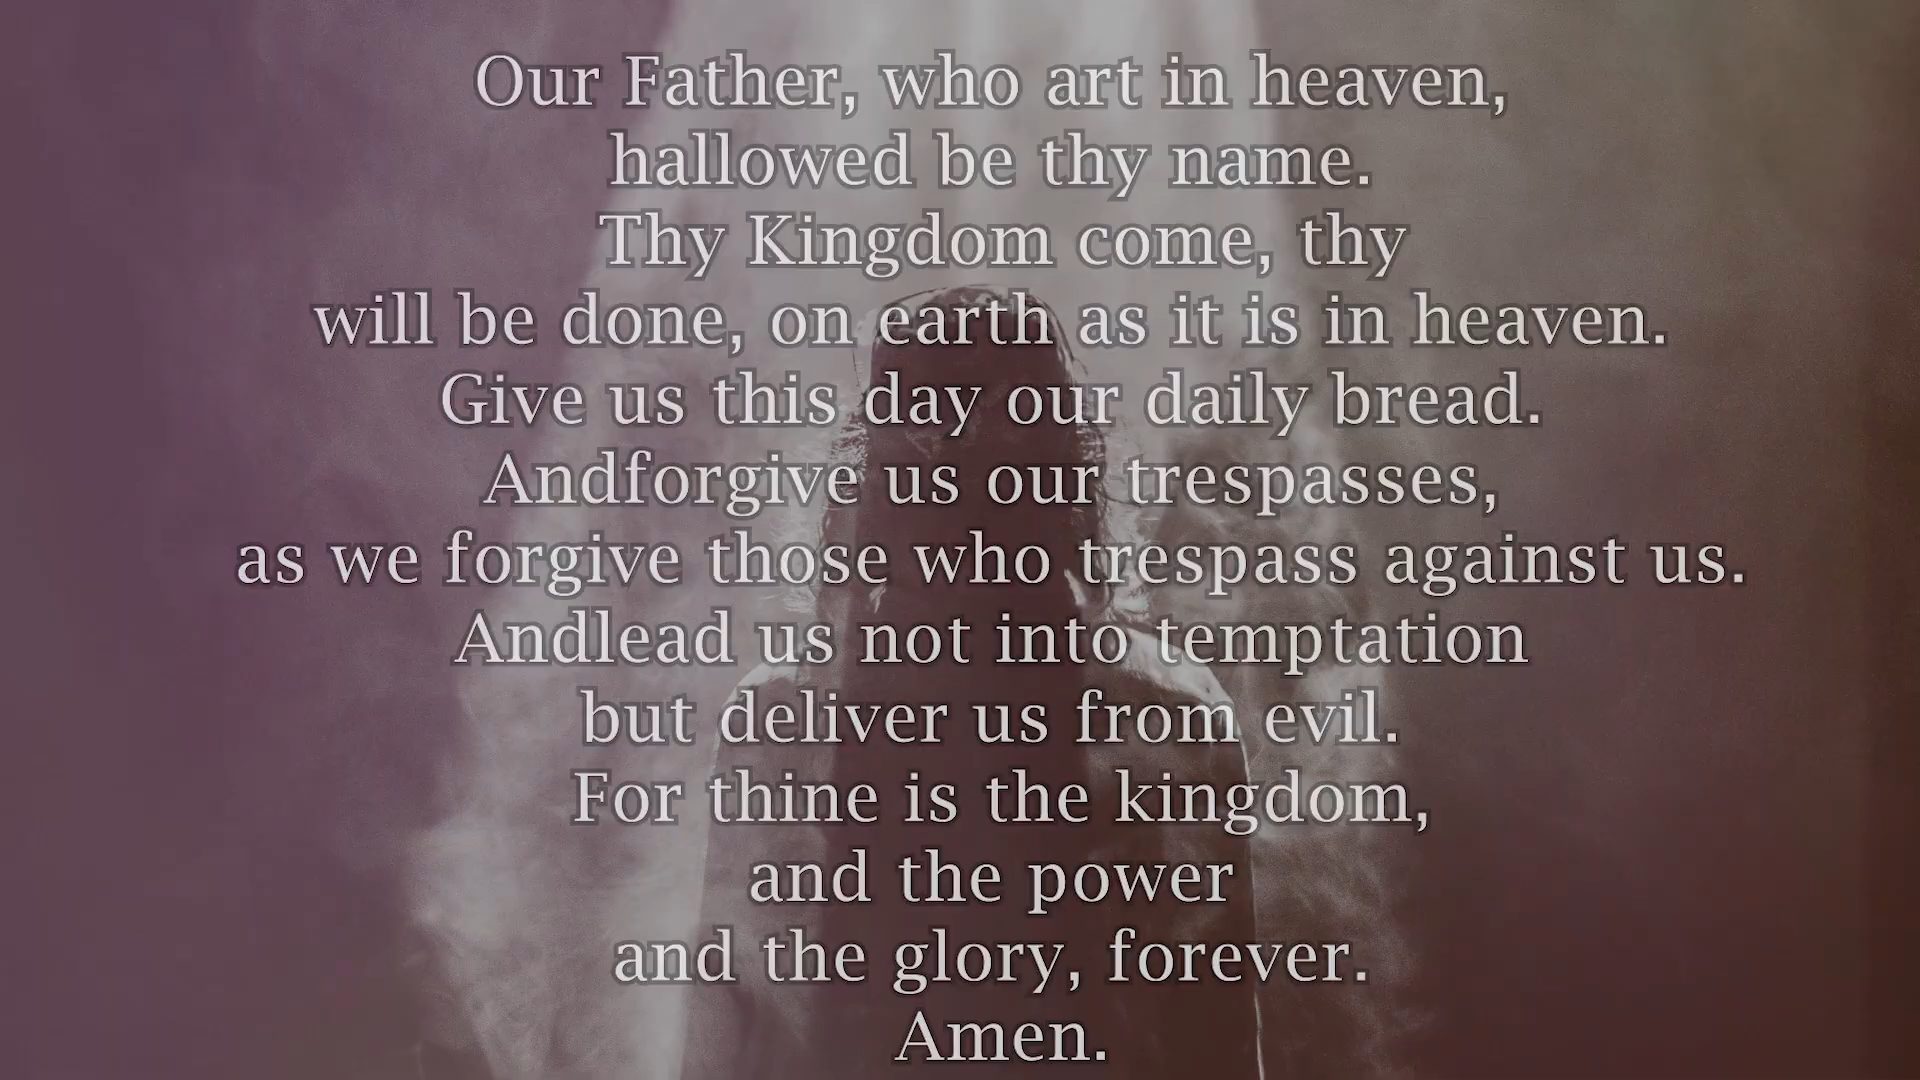 Our Father, who art in heaven,
hallowed be thy name.
Thy Kingdom come, thy
will be done, on earth as it is in heaven.
Give us this day our daily bread.
Andforgive us our trespasses,
as we forgive those who trespass against us.
Andlead us not into temptation
but deliver us from evil.
For thine is the kingdom,
and the power
and the glory, forever.
Amen.